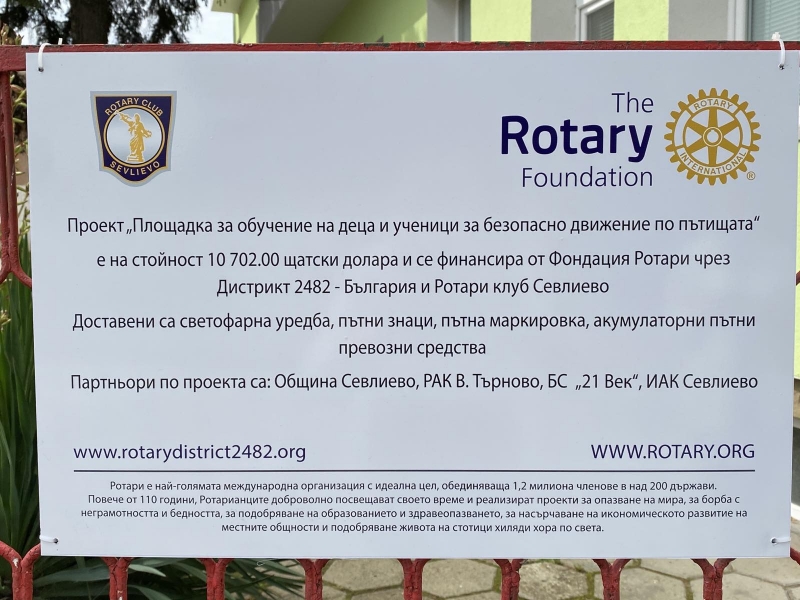 ROTARY CLUB
SEVLIEVO
The
Rotary
Foundation
ROTARY
INTERNATIONAL
®
Проект „Площадка за обучение на деца и ученици за безопасно движение по пътищата“
е на стойност 10 702.00 щатски долара и се финансира от Фондация Ротари чрез
Дистрикт 2482 - България и Ротари клуб Севлиево
Доставени са светофарна уредба, пътни знаци, пътна маркировка, акумулаторни пътни
превозни средства
Партньори по проекта са: Община Севлиево, РАК В. Търново, БС „21 Век“, ИАК Севлиево
www.rotarydistrict2482.org
WWW.ROTARY.ORG
Ротари е най-голямата международна организация с идеална цел, обединяваща 1,2 милиона членове в над 200 държави.
Повече от 110 години, Ротарианците доброволно посвещават своето време и реализират проекти за опазване на мира, за борба с
неграмотността и бедността, за подобряване на образованието и здравеопазването, за насърчаване на икономическото развитие на
местните общности и подобряване живота на стотици хиляди хора по света.